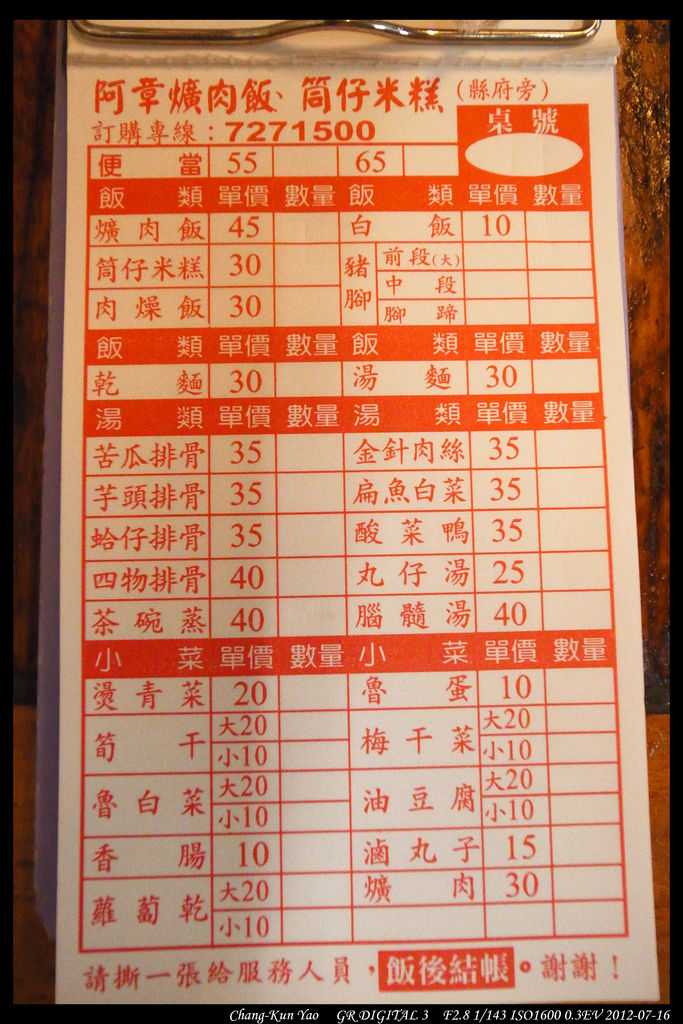 阿章爌肉飯、筒仔米糕(縣府旁)
訂購專線:7271500
桌號
便當 55 65
飯類 單價 數量 飯類 單價 數量
爌肉飯 45 白飯 10
筒仔米糕 30 豬腳 前段(大)
中段
肉燥飯 30 腳蹄
飯類 單價 數量 飯類 單價 數量
乾麵 30 湯麵 30
湯類 單價 數量 湯類 單價 數量
苦瓜排骨 35 金針肉絲 35
芋頭排骨 35 扁魚白菜 35
蛤仔排骨 35 酸菜鴨 35
四物排骨 40 丸仔湯 25
茶碗蒸 40 腦髓湯 40
小菜 單價 數量 小菜 單價 數量
燙青菜 20 魯蛋 10
筍干 大20 小10 梅干菜 大20 小10
魯白菜 大20 小10 油豆腐 大20 小10
香腸 10 滷丸子 15
蘿蔔乾 大20 小10 爌肉 30
請撕一張給服務人員,飯後結帳。謝謝!
Chang-Kun Yao GR DIGITAL 3 F2.8 1/143 ISO1600 0.3EV 2012-07-16